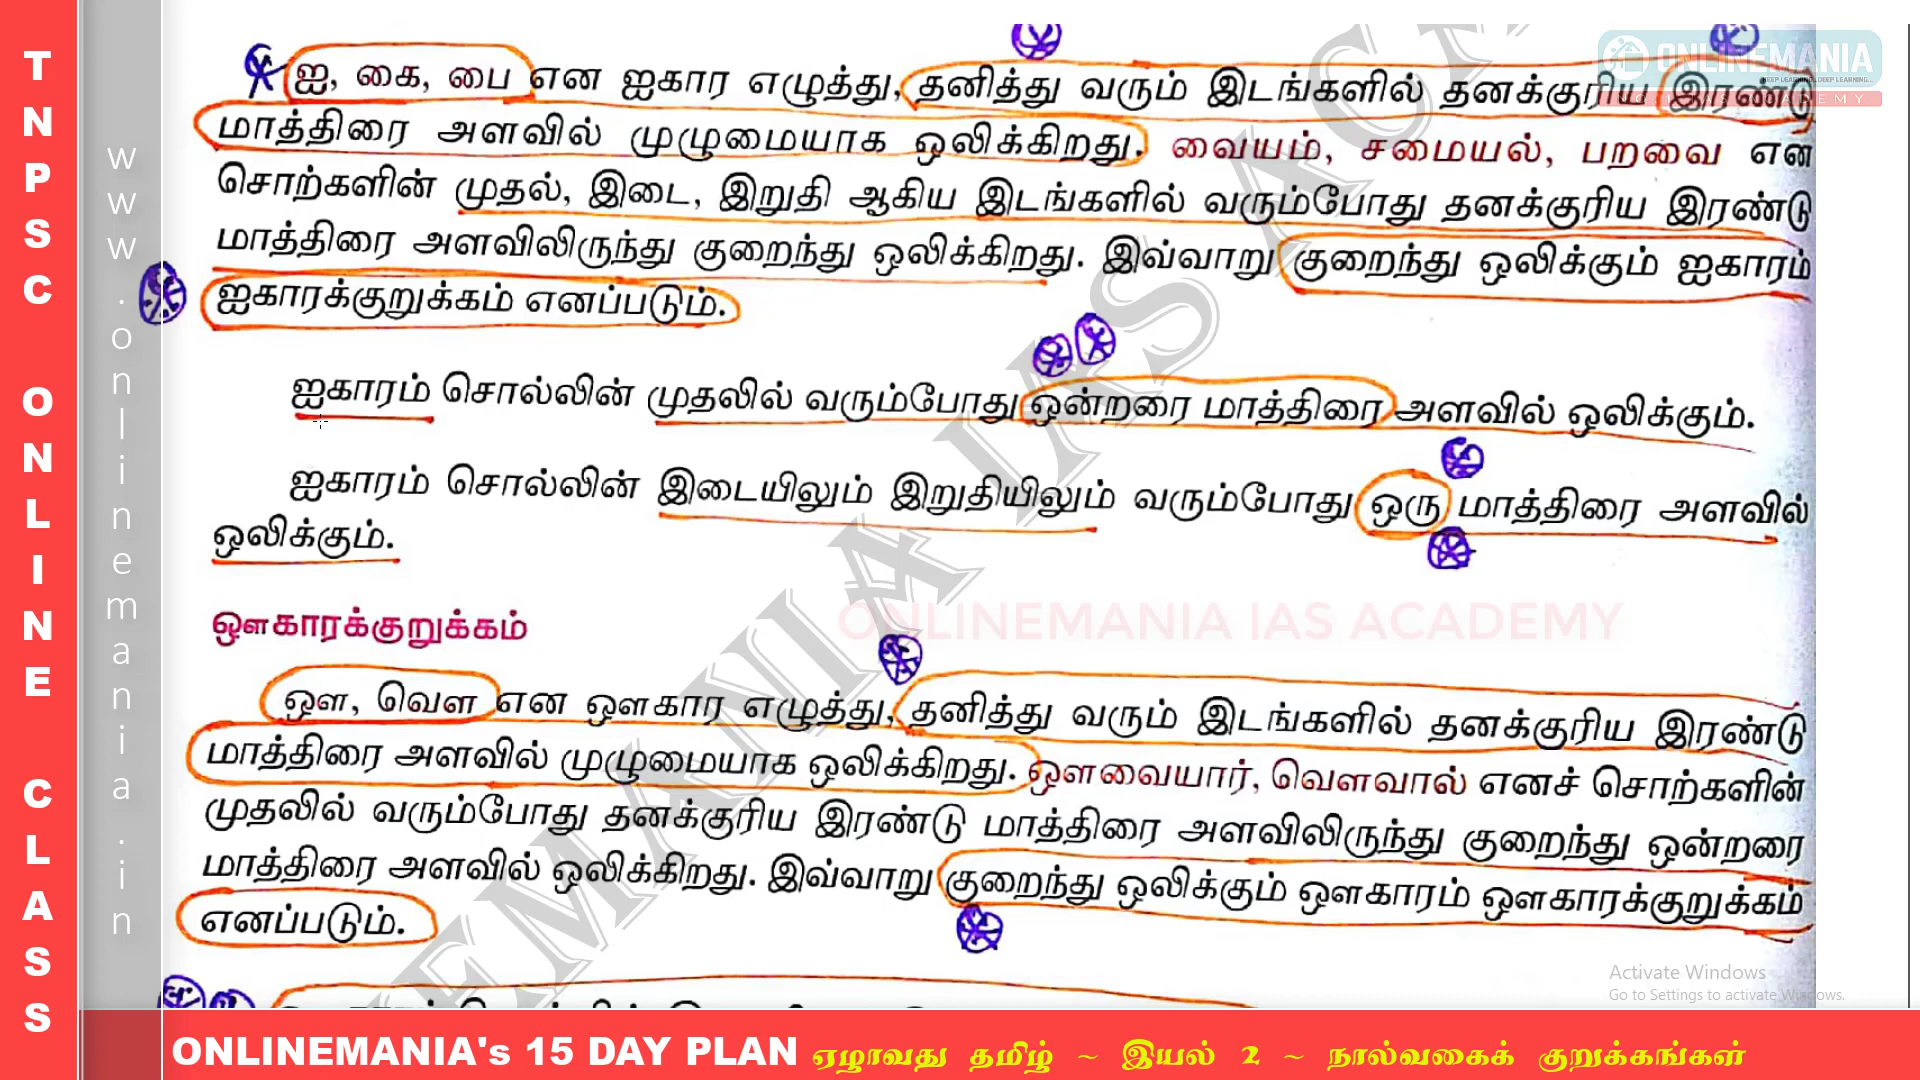 TNPSC ONLINE CLASS
www.onlinemania.in
ONLINEMANIA
ஐ, கை, பை என ஐகார எழுத்து, தனித்து வரும் இடங்களில் தனக்குரிய இரண்டு
மாத்திரை அளவில் முழுமையாக ஒலிக்கிறது. வையம், சமையல், பறவை என
சொற்களின் முதல், இடை, இறுதி ஆகிய இடங்களில் வரும்போது தனக்குரிய இரண்டு
மாத்திரை அளவிலிருந்து குறைந்து ஒலிக்கிறது. இவ்வாறு குறைந்து ஒலிக்கும் ஐகாரம்
ஐகாரக்குறுக்கம் எனப்படும்.
ஐகாரம் சொல்லின் முதலில் வரும்போது ஒன்றரை மாத்திரை அளவில் ஒலிக்கும்.
ஐகாரம் சொல்லின் இடையிலும் இறுதியிலும் வரும்போது ஒரு மாத்திரை அளவில்
ஒலிக்கும்.
ஔகாரக்குறுக்கம்
ONLINEMANIA IAS ACADEMY
ஔ, வௌ என ஔகார எழுத்து, தனித்து வரும் இடங்களில் தனக்குரிய இரண்டு
மாத்திரை அளவில் முழுமையாக ஒலிக்கிறது. ஔவையார், வௌவால் எனச் சொற்களின்
முதலில் வரும்போது தனக்குரிய இரண்டு மாத்திரை அளவிலிருந்து குறைந்து ஒன்றரை
மாத்திரை அளவில் ஒலிக்கிறது. இவ்வாறு குறைந்து ஒலிக்கும் ஔகாரம் ஔகாரக்குறுக்கம்
எனப்படும்.
Activate Windows
Go to Settings to activate Windows.
ONLINEMANIA's 15 DAY PLAN ஏழாவது தமிழ் ~ இயல் 2 ~ நால்வகைக் குறுக்கங்கள்